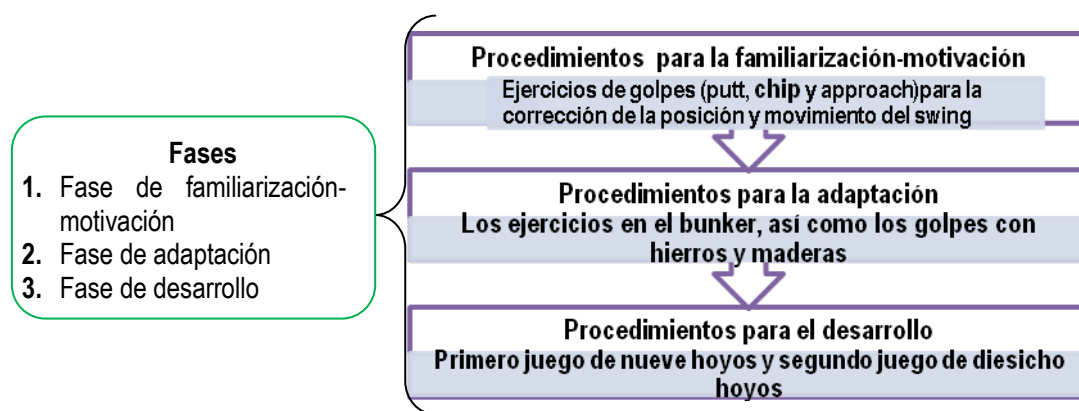 Fases
1. Fase de familiarización-
motivación
2. Fase de adaptación
3. Fase de desarrollo
Procedimientos para la familiarización-motivación
Ejercicios de golpes (putt, chip y approach)para la
corrección de la posición y movimiento del swing
Procedimientos para la adaptación
Los ejercicios en el bunker, así como los golpes con
hierros y maderas
Procedimientos para el desarrollo
Primero juego de nueve hoyos y segundo juego de diesicho
hoyos